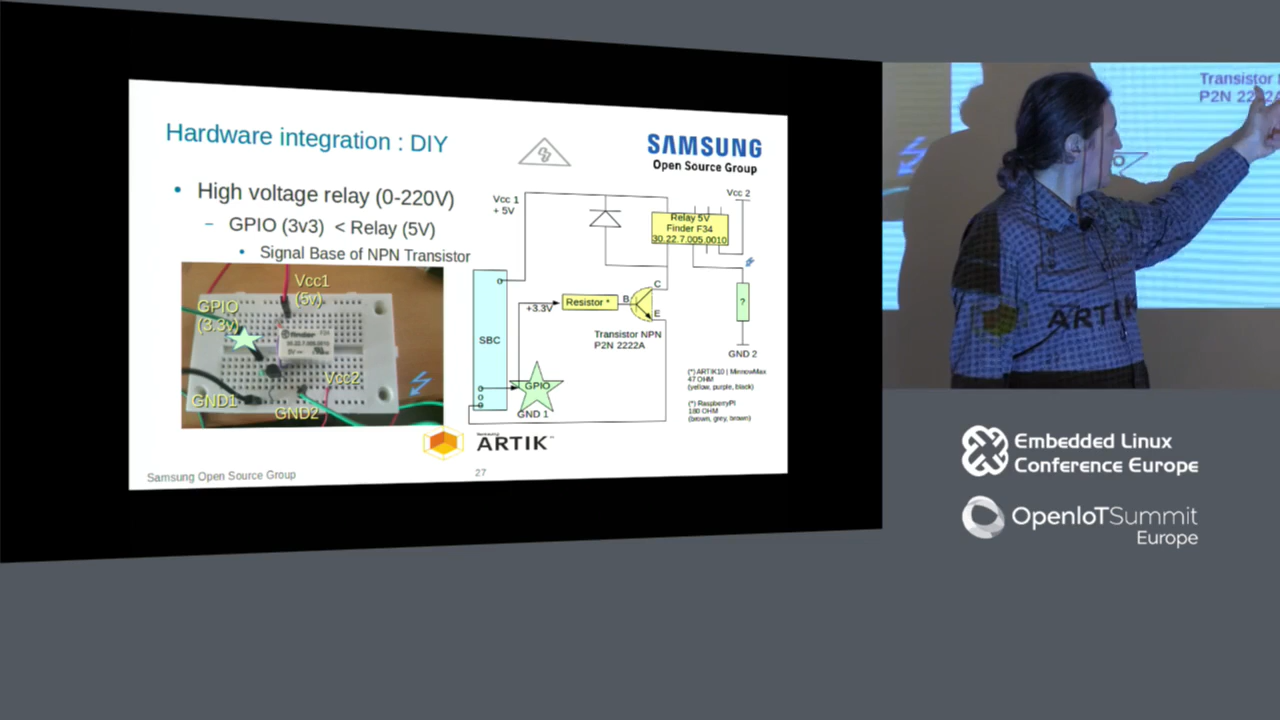 Hardware integration : DIY
SAMSUNG
Open Source Group
• High voltage relay (0-220V)
– GPIO (3v3) < Relay (5V)
• Signal Base of NPN Transistor
Vcc1
(5v)
GPIO
(3.3v)
Vcc2
GND1
GND2
Vcc 1
+ 5V
Relay 5V
Finder F34
30.22.7.005.0010
Vcc 2
+3.3V
Resistor *
B
C
E
?
SBC
Transistor NPN
P2N 2222A
GND 2
GPIO
GND 1
(*) ARTIK10 | MinnowMax
47 OHM
(yellow, purple, black)
(*) RaspberryPI
180 OHM
(brown, grey, brown)
ARTIK
Samsung Open Source Group
27
Transistor
P2N 2222A
ARTIK
Embedded Linux
Conference Europe
OpenIoTSummit
Europe